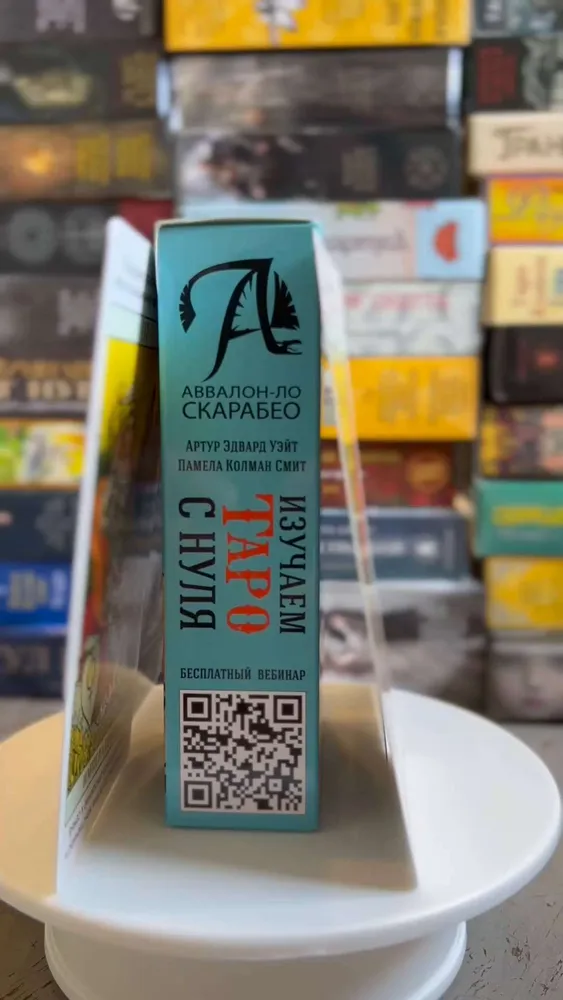 АВВАЛОН-ЛО
СКАРАБЕО
Артур Эдвард Уэйт
Памела Колман Смит
ИЗУЧАЕМ
ТАРО
С НУЛЯ
БЕСПЛАТНЫЙ ВЕБИНАР